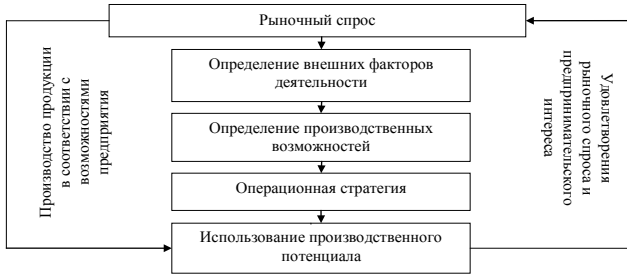 Рыночный спрос
Определение внешних факторов
деятельности
Определение производственных
возможностей
Операционная стратегия
Использование производственного
потенциала
Производство продукции
в соответствии с
возможностями
предприятия
Удовлетворения
рыночного спроса и
предпринимательского
интереса